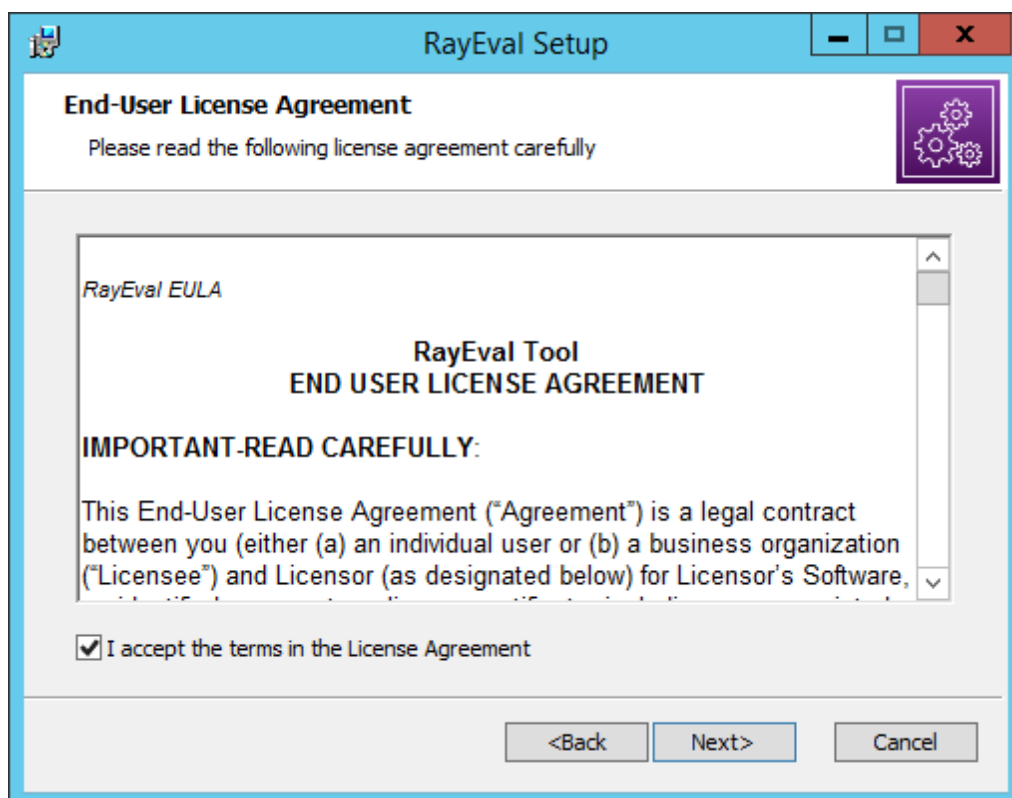 RayEval Setup
End-User License Agreement
Please read the following license agreement carefully
RayEval EULA
RayEval Tool
END USER LICENSE AGREEMENT
IMPORTANT-READ CAREFULLY:
This End-User License Agreement (“Agreement”) is a legal contract
between you (either (a) an individual user or (b) a business organization
(“Licensee”) and Licensor (as designated below) for Licensor’s Software,
I accept the terms in the License Agreement
<Back
Next>
Cancel